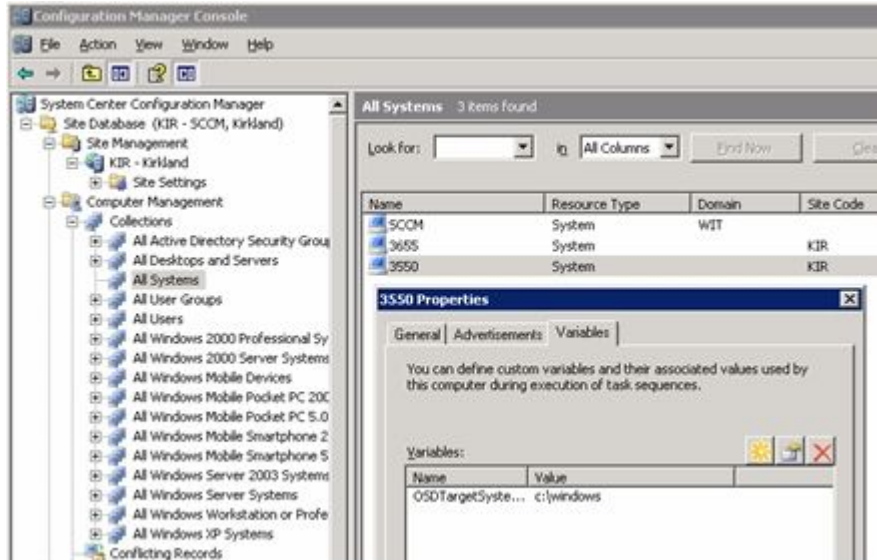 Configuration Manager Console
File Action View Window Help
System Center Configuration Manager
Site Database (KIR - SCCM, Kirkland)
Site Management
KIR - Kirkland
Site Settings
Computer Management
Collections
All Active Directory Security Grou
All Desktops and Servers
All Systems
All User Groups
All Users
All Windows 2000 Professional Sy
All Windows 2000 Server Systems
All Windows Mobile Devices
All Windows Mobile Pocket PC 200
All Windows Mobile Pocket PC 5.0
All Windows Mobile Smartphone 2
All Windows Mobile Smartphone 5
All Windows Server 2003 Systems
All Windows Server Systems
All Windows Workstation or Profe
All Windows XP Systems
Conflicting Records
All Systems 3 items found
Look for: in All Columns Find Now Clea
Name Resource Type Domain Site Code
SCCM System WIT
3655 System KIR
3550 System KIR
3550 Properties
General Advertisements Variables
You can define custom variables and their associated values used by
this computer during execution of task sequences.
Variables:
Name Value
OSDTargetSyste... c:\windows